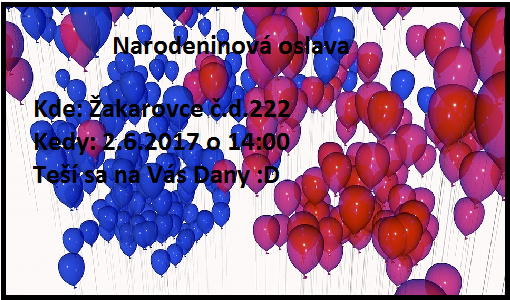 Narodeninová oslava
Kde: Žakarovce č.d.222
Kedy: 2.6.2017 o 14:00
Teší sa na Vás Dany :D